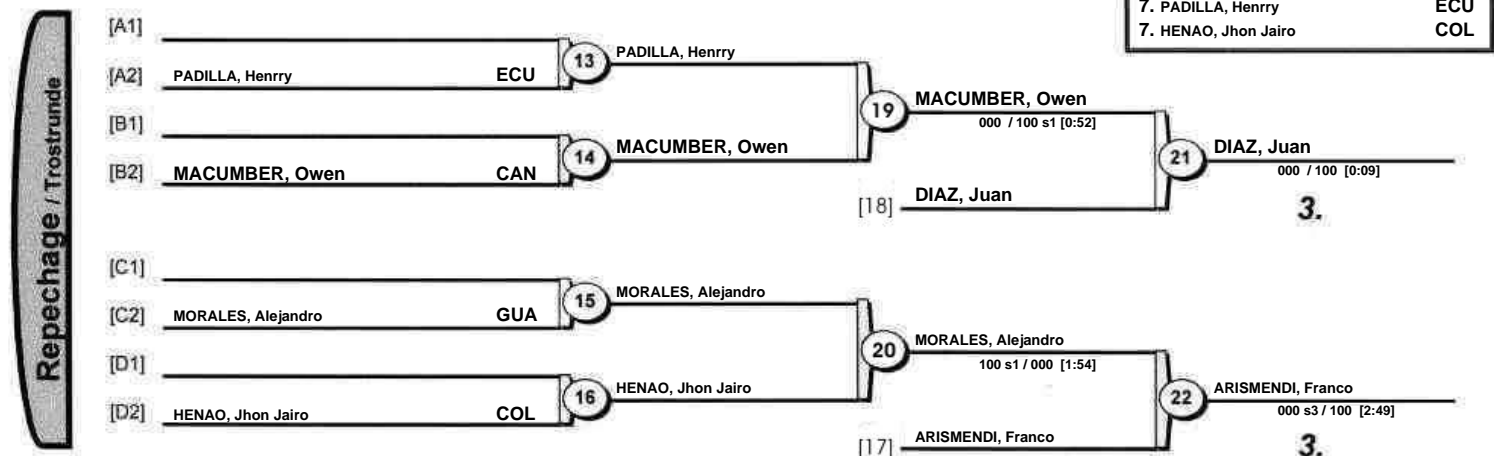 7. PADILLA, Henrry ECU
7. HENAO, Jhon Jairo COL
Repechage / Trostrunde
[A1]
[A2] PADILLA, Henrry ECU
13 PADILLA, Henrry
[B1]
[B2] MACUMBER, Owen CAN
14 MACUMBER, Owen
19 MACUMBER, Owen
000 / 100 s1 [0:52]
[18] DIAZ, Juan
21 DIAZ, Juan
000 / 100 [0:09]
3.
[C1]
[C2] MORALES, Alejandro GUA
15 MORALES, Alejandro
[D1]
[D2] HENAO, Jhon Jairo COL
16 HENAO, Jhon Jairo
20 MORALES, Alejandro
100 s1 / 000 [1:54]
[17] ARISMENDI, Franco
22 ARISMENDI, Franco
000 s3 / 100 [2:49]
3.